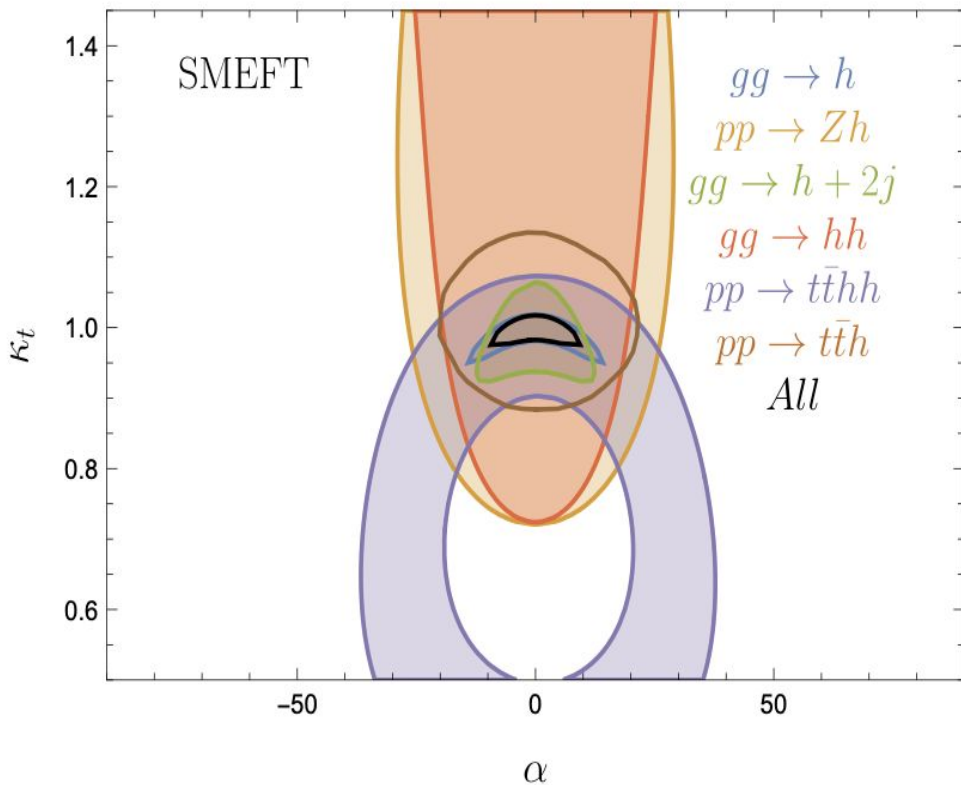 SMEFT
gg → h
pp → Zh
gg → h + 2j
gg → hh
pp → tt̄hh
pp → tt̄h
All
1.4
1.2
1.0
0.8
0.6
κt
−50 0 50
α